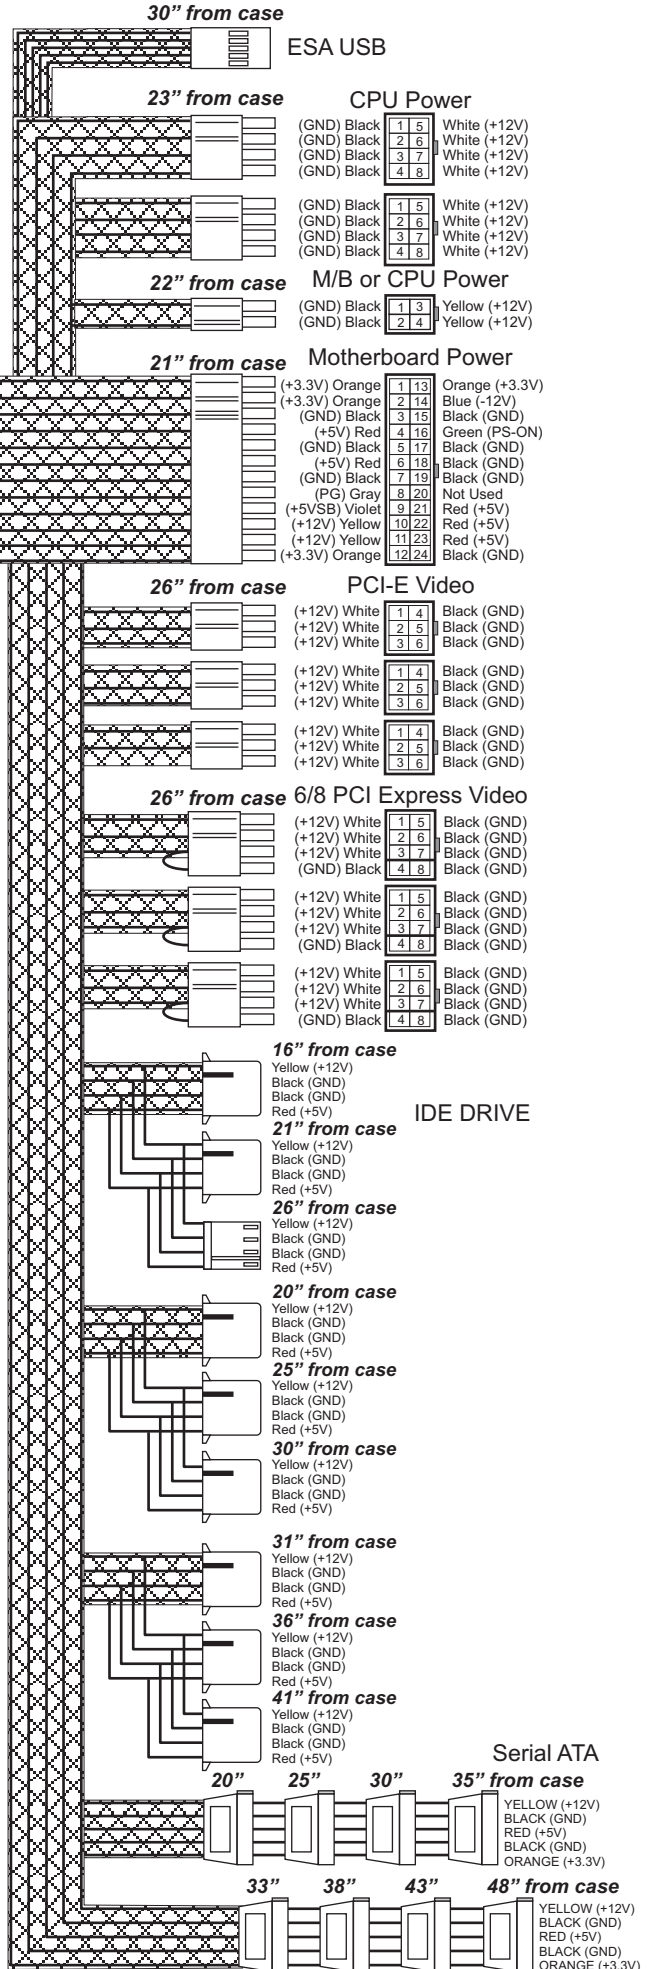 30” from case
ESA USB
23” from case CPU Power
(GND) Black 1 5 White (+12V)
(GND) Black 2 6 White (+12V)
(GND) Black 3 7 White (+12V)
(GND) Black 4 8 White (+12V)
(GND) Black 1 5 White (+12V)
(GND) Black 2 6 White (+12V)
(GND) Black 3 7 White (+12V)
(GND) Black 4 8 White (+12V)
22” from case M/B or CPU Power
(GND) Black 1 3 Yellow (+12V)
(GND) Black 2 4 Yellow (+12V)
21” from case Motherboard Power
(+3.3V) Orange 1 13 Orange (+3.3V)
(+3.3V) Orange 2 14 Blue (-12V)
(GND) Black 3 15 Black (GND)
(+5V) Red 4 16 Green (PS-ON)
(GND) Black 5 17 Black (GND)
(+5V) Red 6 18 Black (GND)
(GND) Black 7 19 Black (GND)
(PG) Gray 8 20 Not Used
(+5VSB) Violet 9 21 Red (+5V)
(+12V) Yellow 10 22 Red (+5V)
(+12V) Yellow 11 23 Red (+5V)
(+3.3V) Orange 12 24 Black (GND)
26” from case PCI-E Video
(+12V) White 1 4 Black (GND)
(+12V) White 2 5 Black (GND)
(+12V) White 3 6 Black (GND)
(+12V) White 1 4 Black (GND)
(+12V) White 2 5 Black (GND)
(+12V) White 3 6 Black (GND)
(+12V) White 1 4 Black (GND)
(+12V) White 2 5 Black (GND)
(+12V) White 3 6 Black (GND)
26” from case 6/8 PCI Express Video
(+12V) White 1 5 Black (GND)
(+12V) White 2 6 Black (GND)
(+12V) White 3 7 Black (GND)
(GND) Black 4 8 Black (GND)
(+12V) White 1 5 Black (GND)
(+12V) White 2 6 Black (GND)
(+12V) White 3 7 Black (GND)
(GND) Black 4 8 Black (GND)
(+12V) White 1 5 Black (GND)
(+12V) White 2 6 Black (GND)
(+12V) White 3 7 Black (GND)
(GND) Black 4 8 Black (GND)
16” from case
Yellow (+12V)
Black (GND)
Black (GND)
Red (+5V)
IDE DRIVE
21” from case
Yellow (+12V)
Black (GND)
Black (GND)
Red (+5V)
26” from case
Yellow (+12V)
Black (GND)
Black (GND)
Red (+5V)
20” from case
Yellow (+12V)
Black (GND)
Black (GND)
Red (+5V)
25” from case
Yellow (+12V)
Black (GND)
Black (GND)
Red (+5V)
30” from case
Yellow (+12V)
Black (GND)
Black (GND)
Red (+5V)
31” from case
Yellow (+12V)
Black (GND)
Black (GND)
Red (+5V)
36” from case
Yellow (+12V)
Black (GND)
Black (GND)
Red (+5V)
41” from case
Yellow (+12V)
Black (GND)
Black (GND)
Red (+5V)
Serial ATA
20” 25” 30” 35” from case
YELLOW (+12V)
BLACK (GND)
RED (+5V)
BLACK (GND)
ORANGE (+3.3V)
33” 38” 43” 48” from case
YELLOW (+12V)
BLACK (GND)
RED (+5V)
BLACK (GND)
ORANGE (+3.3V)